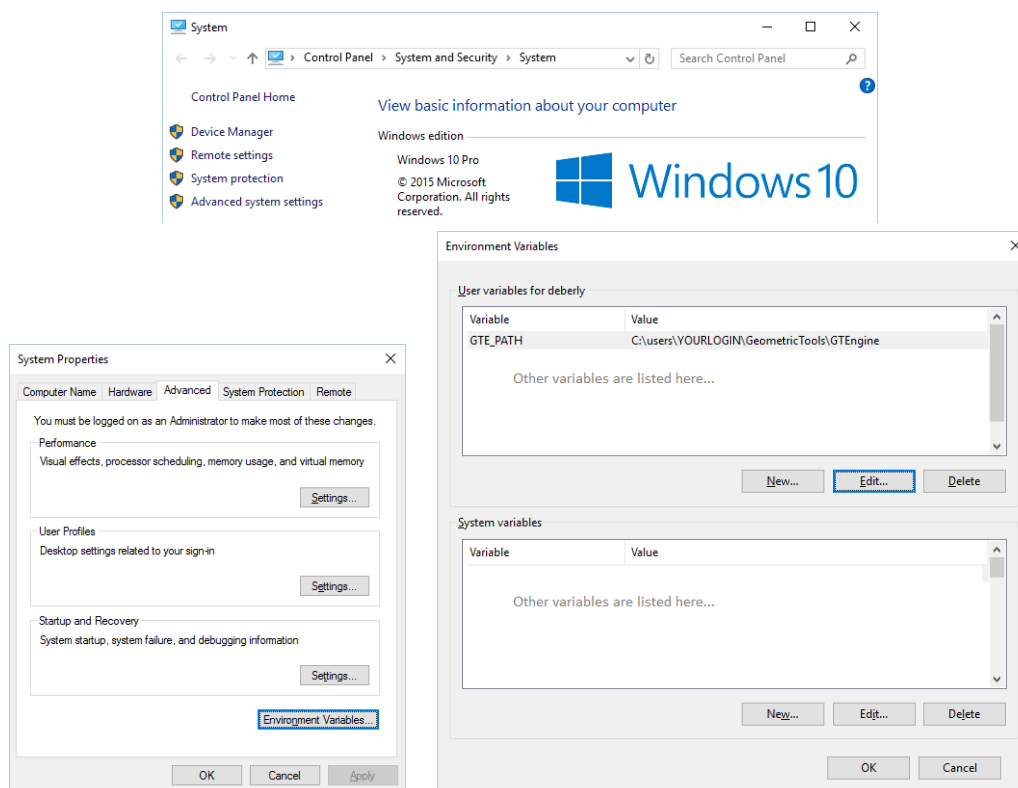 System
Control Panel > System and Security > System
Search Control Panel
?
Control Panel Home
Device Manager
Remote settings
System protection
Advanced system settings
View basic information about your computer
Windows edition
Windows 10 Pro
© 2015 Microsoft
Corporation. All rights
reserved.
Windows 10
System Properties
Computer Name
Hardware
Advanced
System Protection
Remote
You must be logged on as an Administrator to make most of these changes.
Performance
Visual effects, processor scheduling, memory usage, and virtual memory
Settings...
User Profiles
Desktop settings related to your sign-in
Settings...
Startup and Recovery
System startup, system failure, and debugging information
Settings...
Environment Variables...
OK
Cancel
Apply
Environment Variables
User variables for deberly
Variable Value
GTE_PATH C:\users\YOURLOGIN\GeometricTools\GTEngine
Other variables are listed here...
New...
Edit...
Delete
System variables
Variable Value
Other variables are listed here...
New...
Edit...
Delete
OK
Cancel